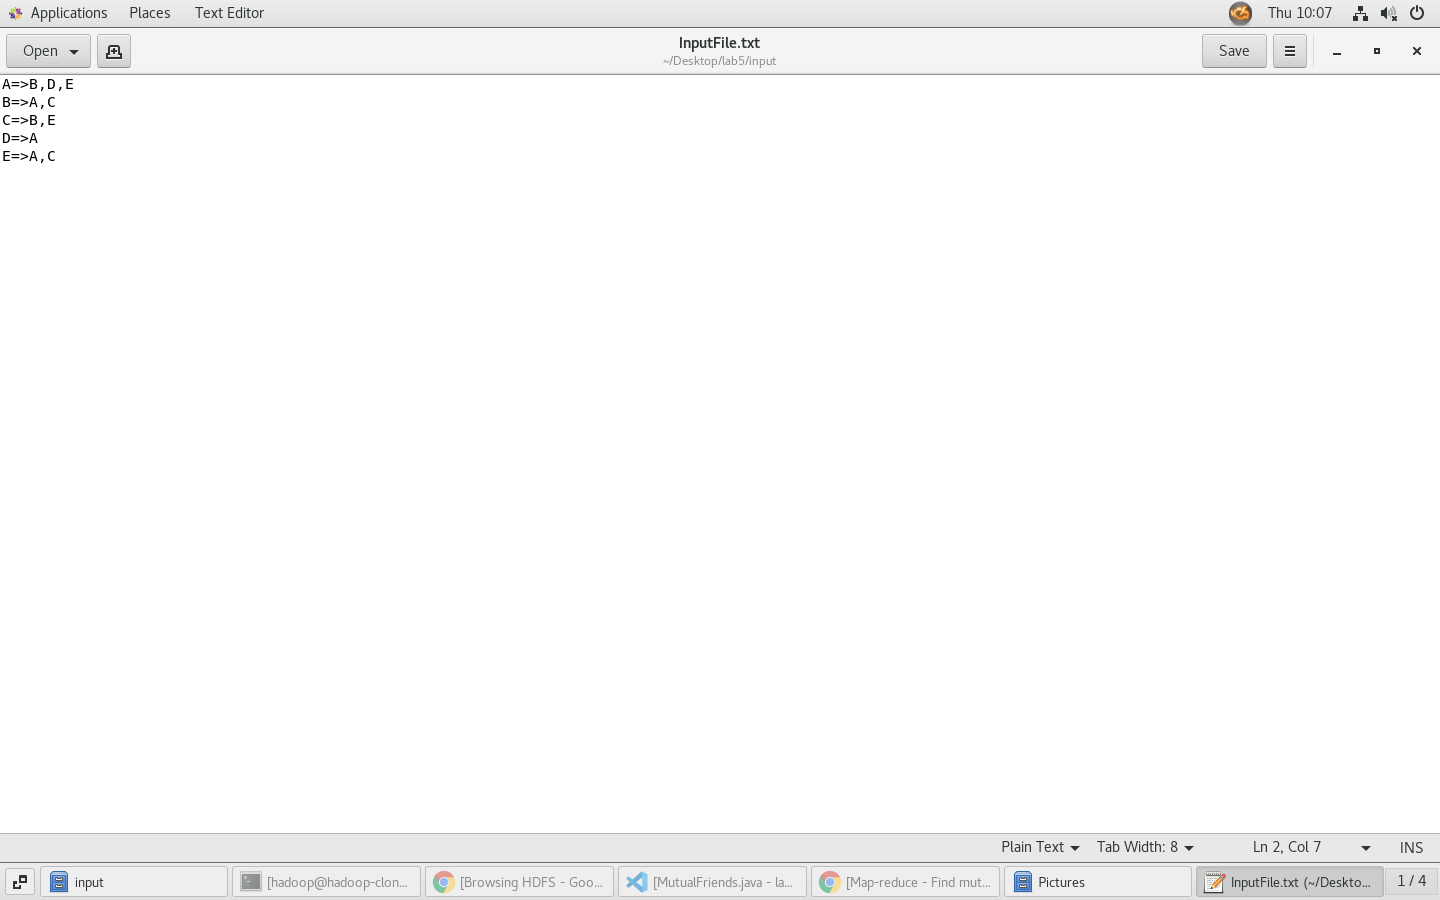 Applications Places Text Editor Thu 10:07
Open InputFile.txt Save
~/Desktop/lab5/input
A=>B,D,E
B=>A,C
C=>B,E
D=>A
E=>A,C
Plain Text Tab Width: 8 Ln 2, Col 7 INS
input [hadoop@hadoop-clon... [Browsing HDFS - Goo... [MutualFriends.java - la... [Map-reduce - Find mut... Pictures InputFile.txt (~/Deskto... 1 / 4